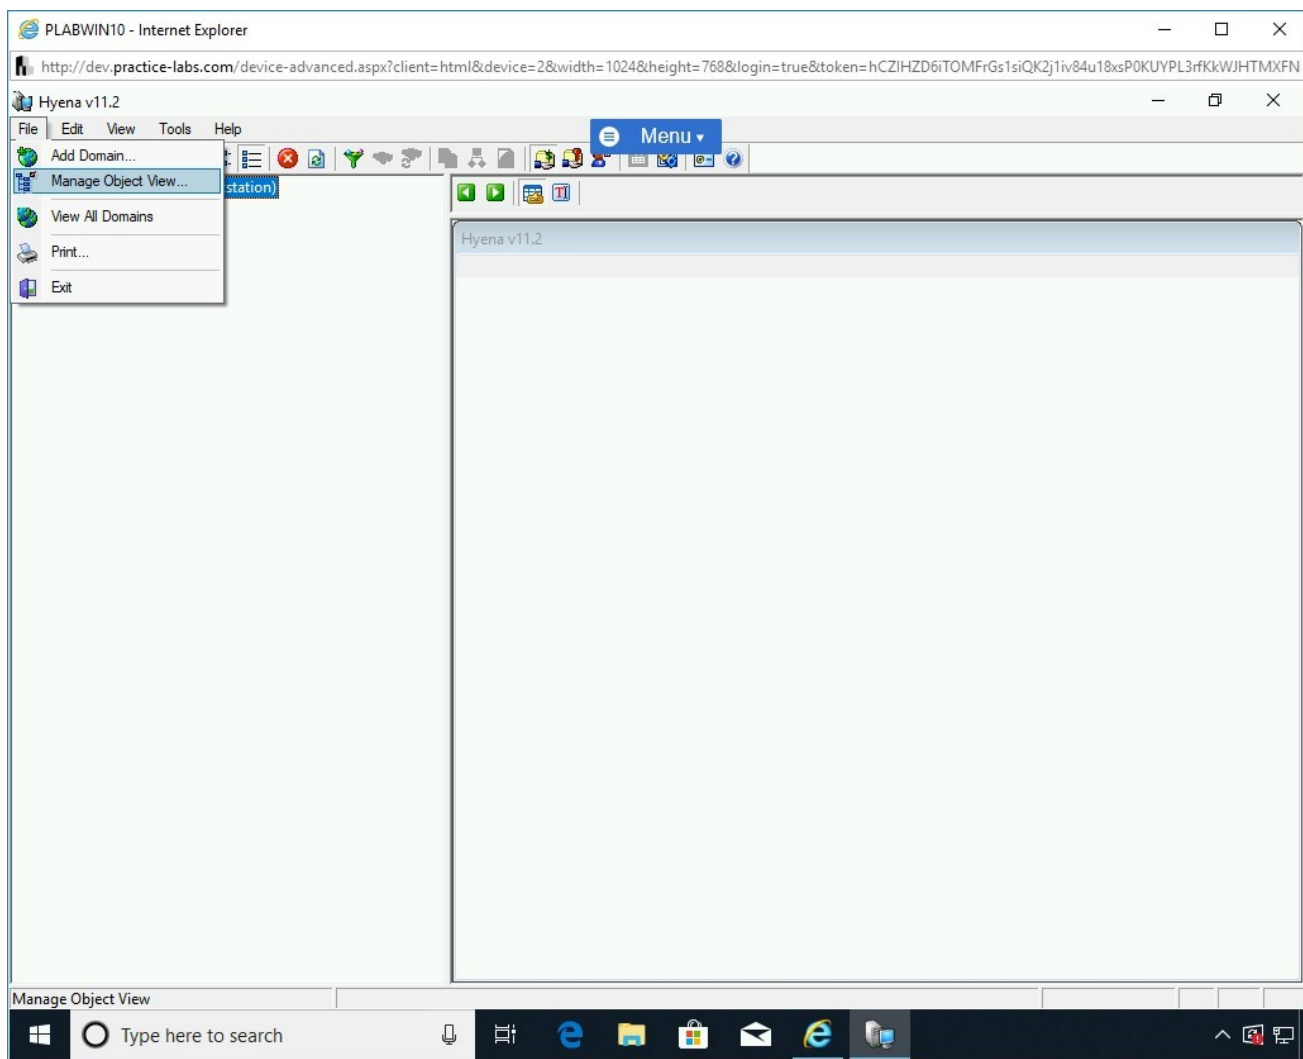 PLABWIN10 - Internet Explorer
http://dev.practice-labs.com/device-advanced.aspx?client=html&device=2&width=1024&height=768&login=true&token=hCZIHZD6iTOMFrGs1siQK2j1iv84u18xsP0KUYPL3rfKkWJHTMXFN
Hyena v11.2
File Edit View Tools Help
Menu
Add Domain...
Manage Object View...
station)
View All Domains
Hyena v11.2
Print...
Exit
Manage Object View
Type here to search